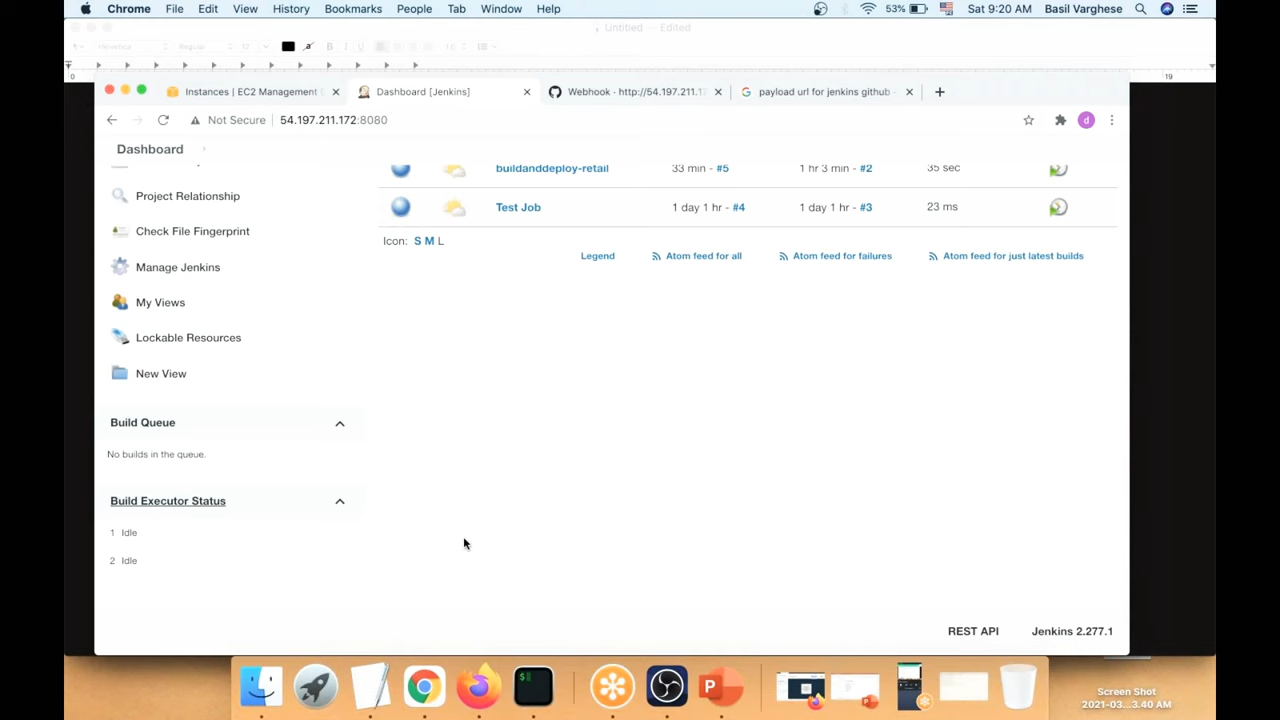 Chrome File Edit View History Bookmarks People Tab Window Help 53% Sat 9:20 AM Basil Varghese
Untitled — Edited
Helvetica Regular 12 B I U
0 19
Instances | EC2 Management Dashboard [Jenkins] Webhook · http://54.197.211.17 payload url for jenkins github -
Not Secure 54.197.211.172:8080
Dashboard
buildanddeploy-retail 33 min - #5 1 hr 3 min - #2 35 sec
Project Relationship
Test Job 1 day 1 hr - #4 1 day 1 hr - #3 23 ms
Check File Fingerprint
Icon: S M L
Legend Atom feed for all Atom feed for failures Atom feed for just latest builds
Manage Jenkins
My Views
Lockable Resources
New View
Build Queue
No builds in the queue.
Build Executor Status
1 Idle
2 Idle
REST API Jenkins 2.277.1
Screen Shot
2021-03...3.40 AM